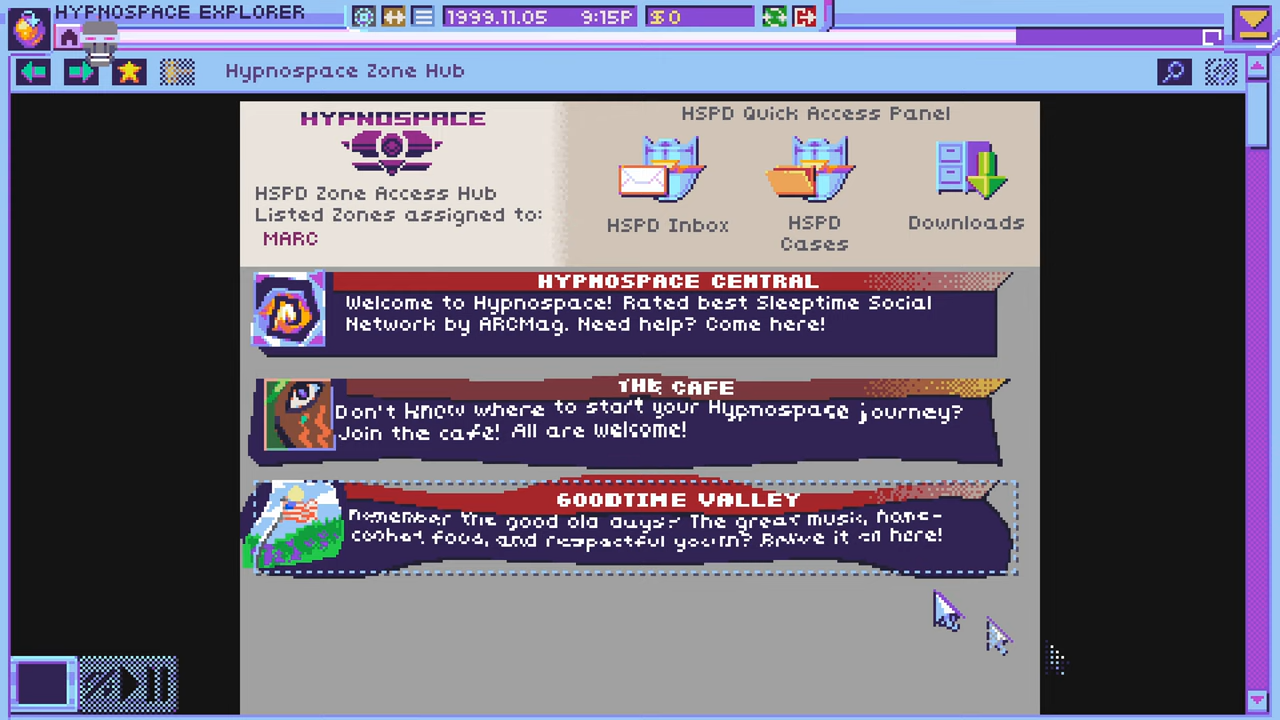 HYPNOSPACE EXPLORER
1999.11.05 9:15P
0
Hypnospace Zone Hub
HYPNOSPACE
HSPD Zone Access Hub
Listed Zones assigned to:
MARC
HSPD Quick Access Panel
HSPD Inbox
HSPD
Cases
Downloads
HYPNOSPACE CENTRAL
Welcome to Hypnospace! Rated best Sleeptime Social
Network by ARCMag. Need help? Come here!
THE CAFE
Don't know where to start your Hypnospace journey?
Join the cafe! All are welcome!
GOODTIME VALLEY
Remember the good old days? The great music, home-
cooked food, and respectful youth? Relive it all here!